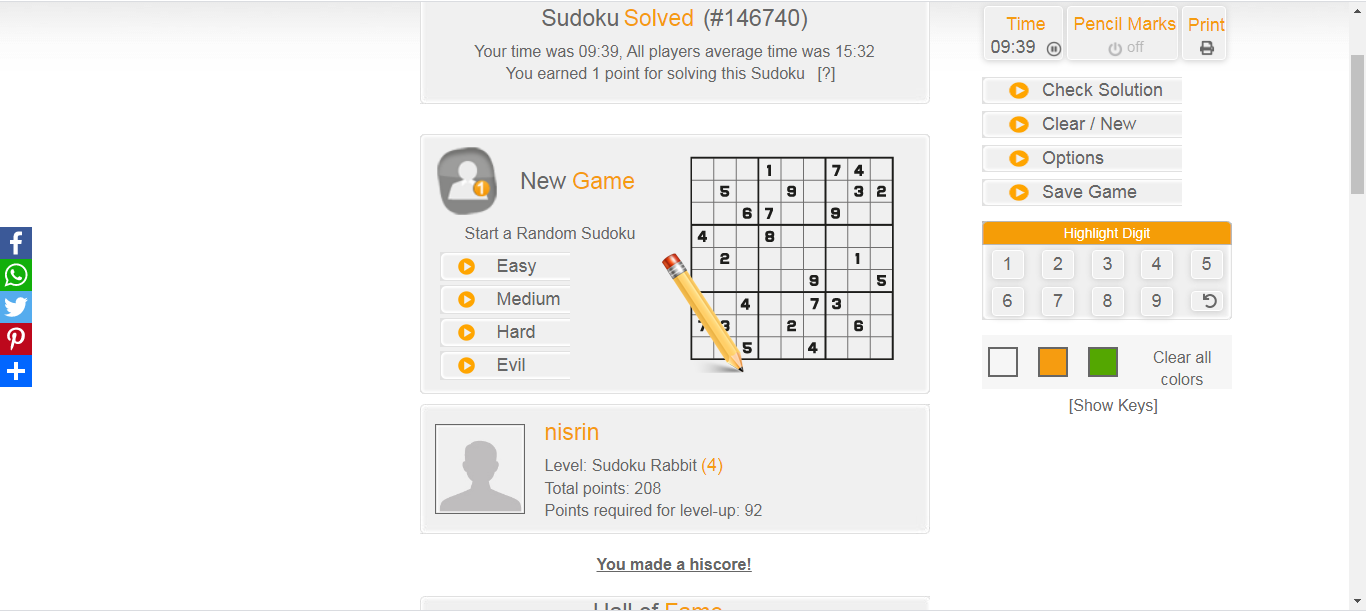 Sudoku Solved (#146740)
Your time was 09:39, All players average time was 15:32
You earned 1 point for solving this Sudoku [?]
New Game
Start a Random Sudoku
Easy
Medium
Hard
Evil
1 7 4
5 9 3 2
6 7 9
4 8
2 1
9 5
4 7 3
7 3 2 6
5 4
nisrin
Level: Sudoku Rabbit (4)
Total points: 208
Points required for level-up: 92
You made a hiscore!
Hall of Fame
Time
09:39
Pencil Marks
off
Print
Check Solution
Clear / New
Options
Save Game
Highlight Digit
1 2 3 4 5
6 7 8 9
Clear all
colors
[Show Keys]